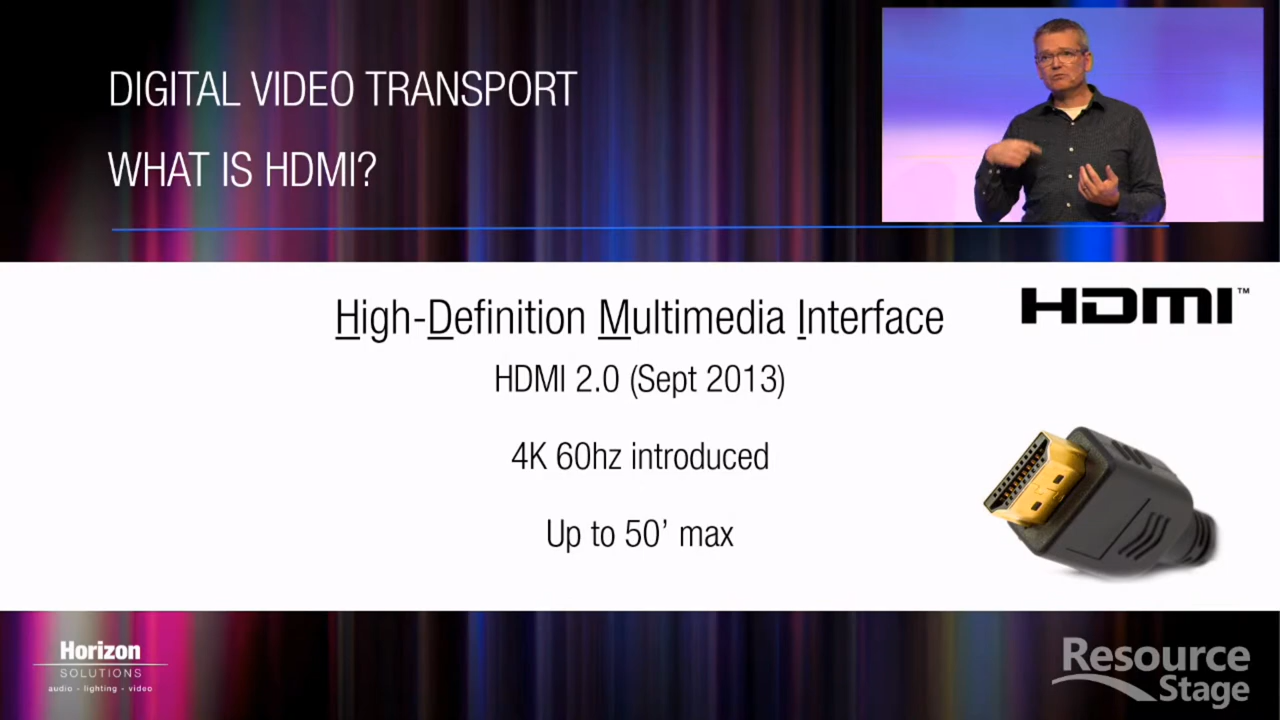 DIGITAL VIDEO TRANSPORT
WHAT IS HDMI?
High-Definition Multimedia Interface
HDMI™
HDMI 2.0 (Sept 2013)
4K 60hz introduced
Up to 50’ max
Horizon
SOLUTIONS
audio - lighting - video
Resource
Stage